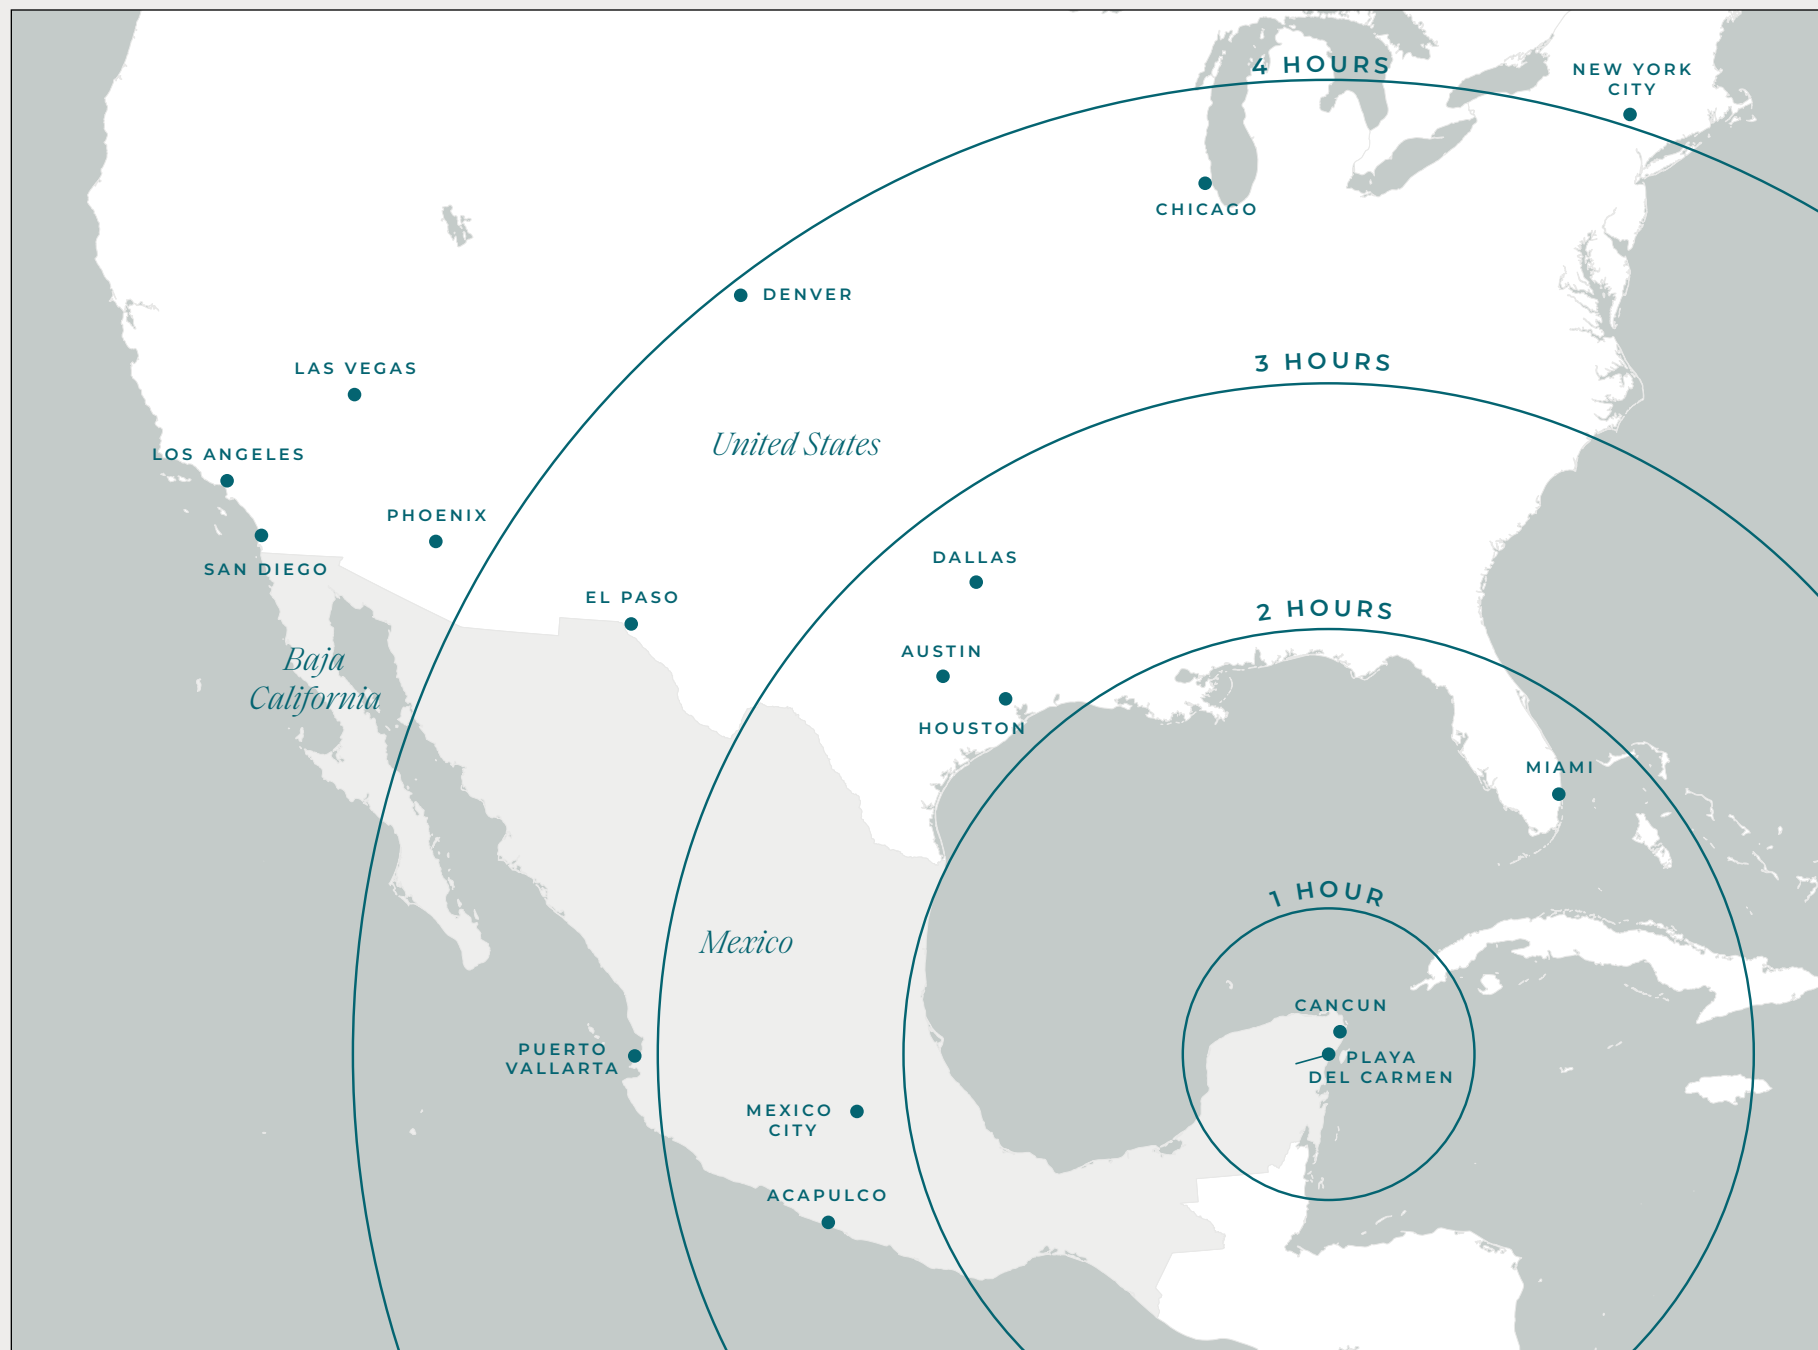 4 HOURS
NEW YORK
CITY
CHICAGO
DENVER
3 HOURS
LAS VEGAS
United States
LOS ANGELES
PHOENIX
DALLAS
SAN DIEGO
EL PASO
2 HOURS
AUSTIN
Baja
California
HOUSTON
MIAMI
1 HOUR
Mexico
CANCUN
PUERTO
VALLARTA
PLAYA
DEL CARMEN
MEXICO
CITY
ACAPULCO